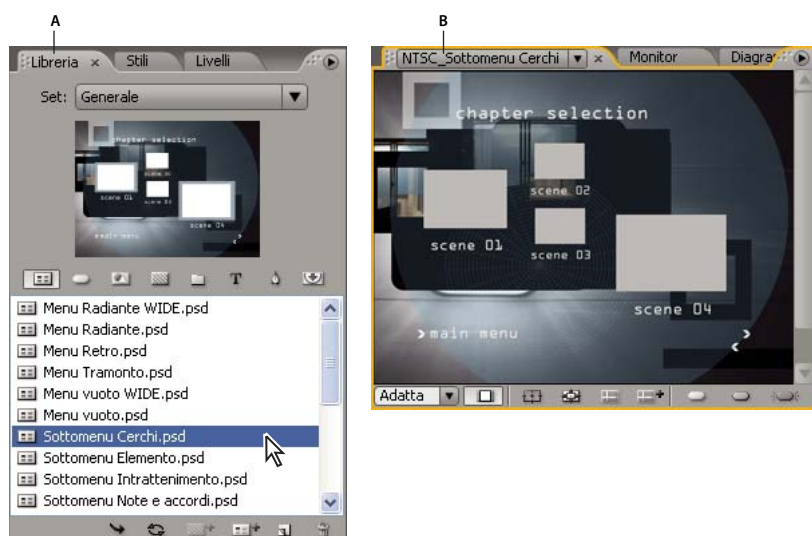 A
Libreria × Stili Livelli
Set: Generale
chapter selection
scene 01
scene 04
main menu
Menu Radiante WIDE.psd
Menu Radiante.psd
Menu Retro.psd
Menu Tramonto.psd
Menu vuoto WIDE.psd
Menu vuoto.psd
Sottomenu Cerchi.psd
Sottomenu Elemento.psd
Sottomenu Intrattenimento.psd
Sottomenu Note e accordi.psd
B
NTSC_Sottomenu Cerchi × Monitor
chapter selection
scene 01
scene 02
scene 03
scene 04
main menu
Adatta